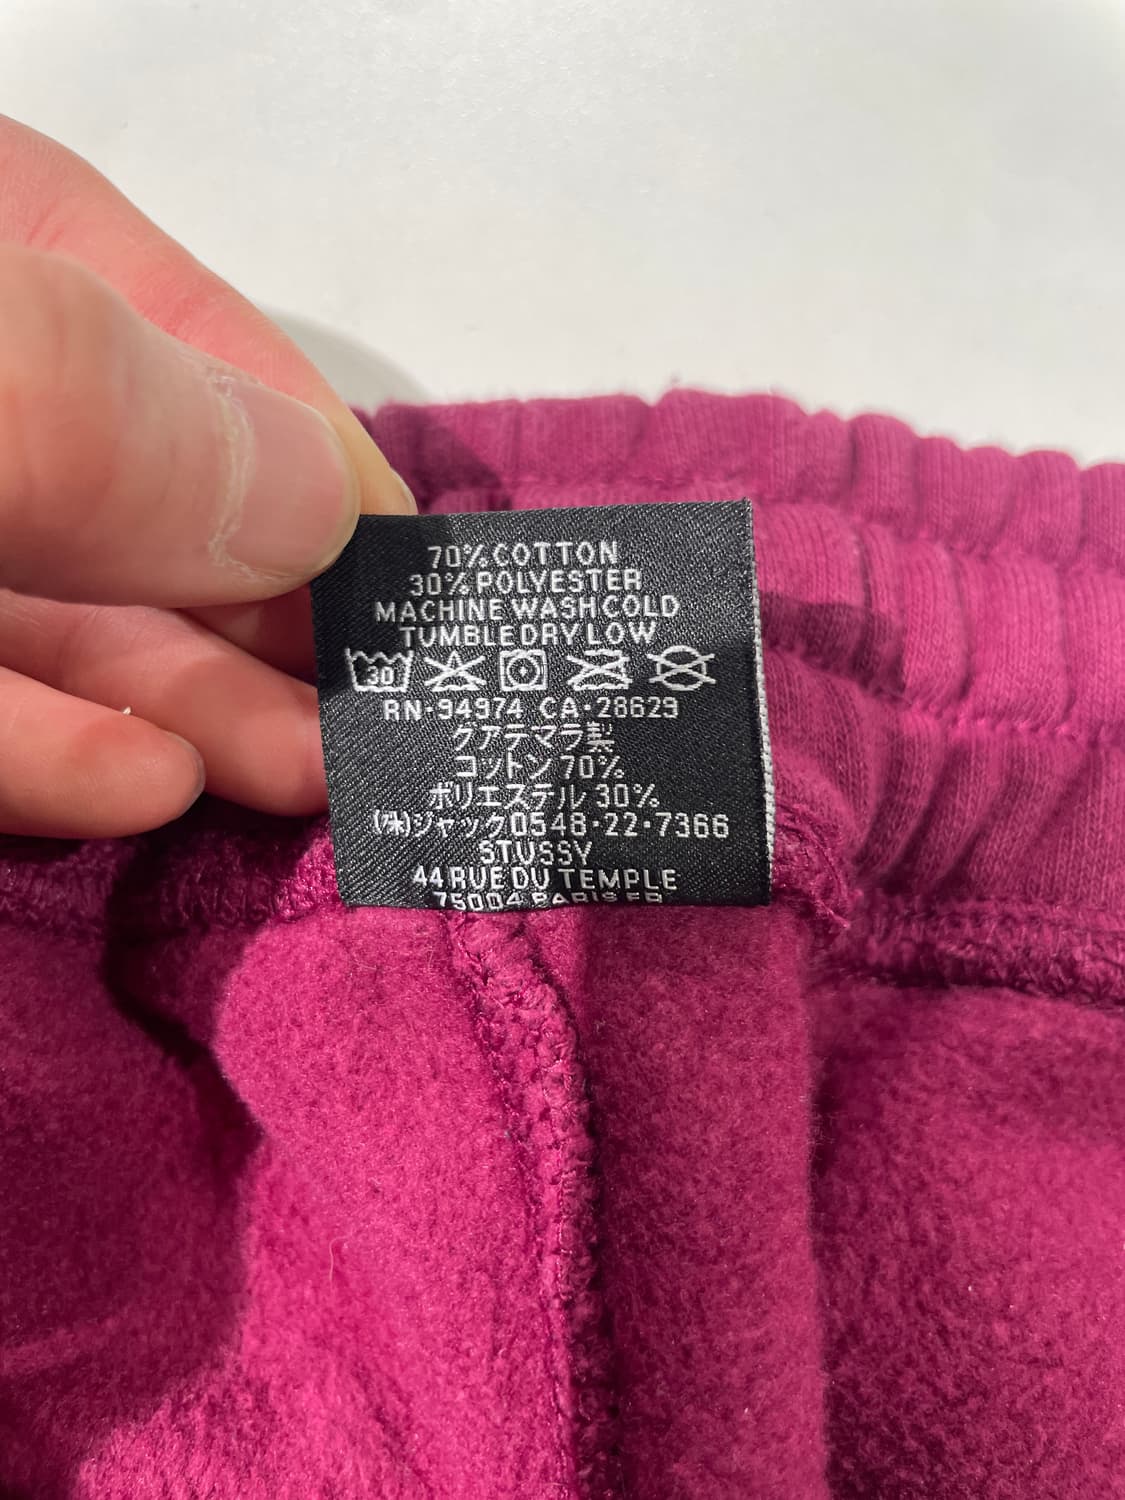 70% COTTON
30% POLYESTER
MACHINE WASH COLD
TUMBLE DRY LOW
30
RN·94974 CA·28629
グアテマラ製
コットン 70%
ポリエステル 30%
(株)ジャック0548·22·7366
STUSSY
44 RUE DU TEMPLE
75004 PARIS FR